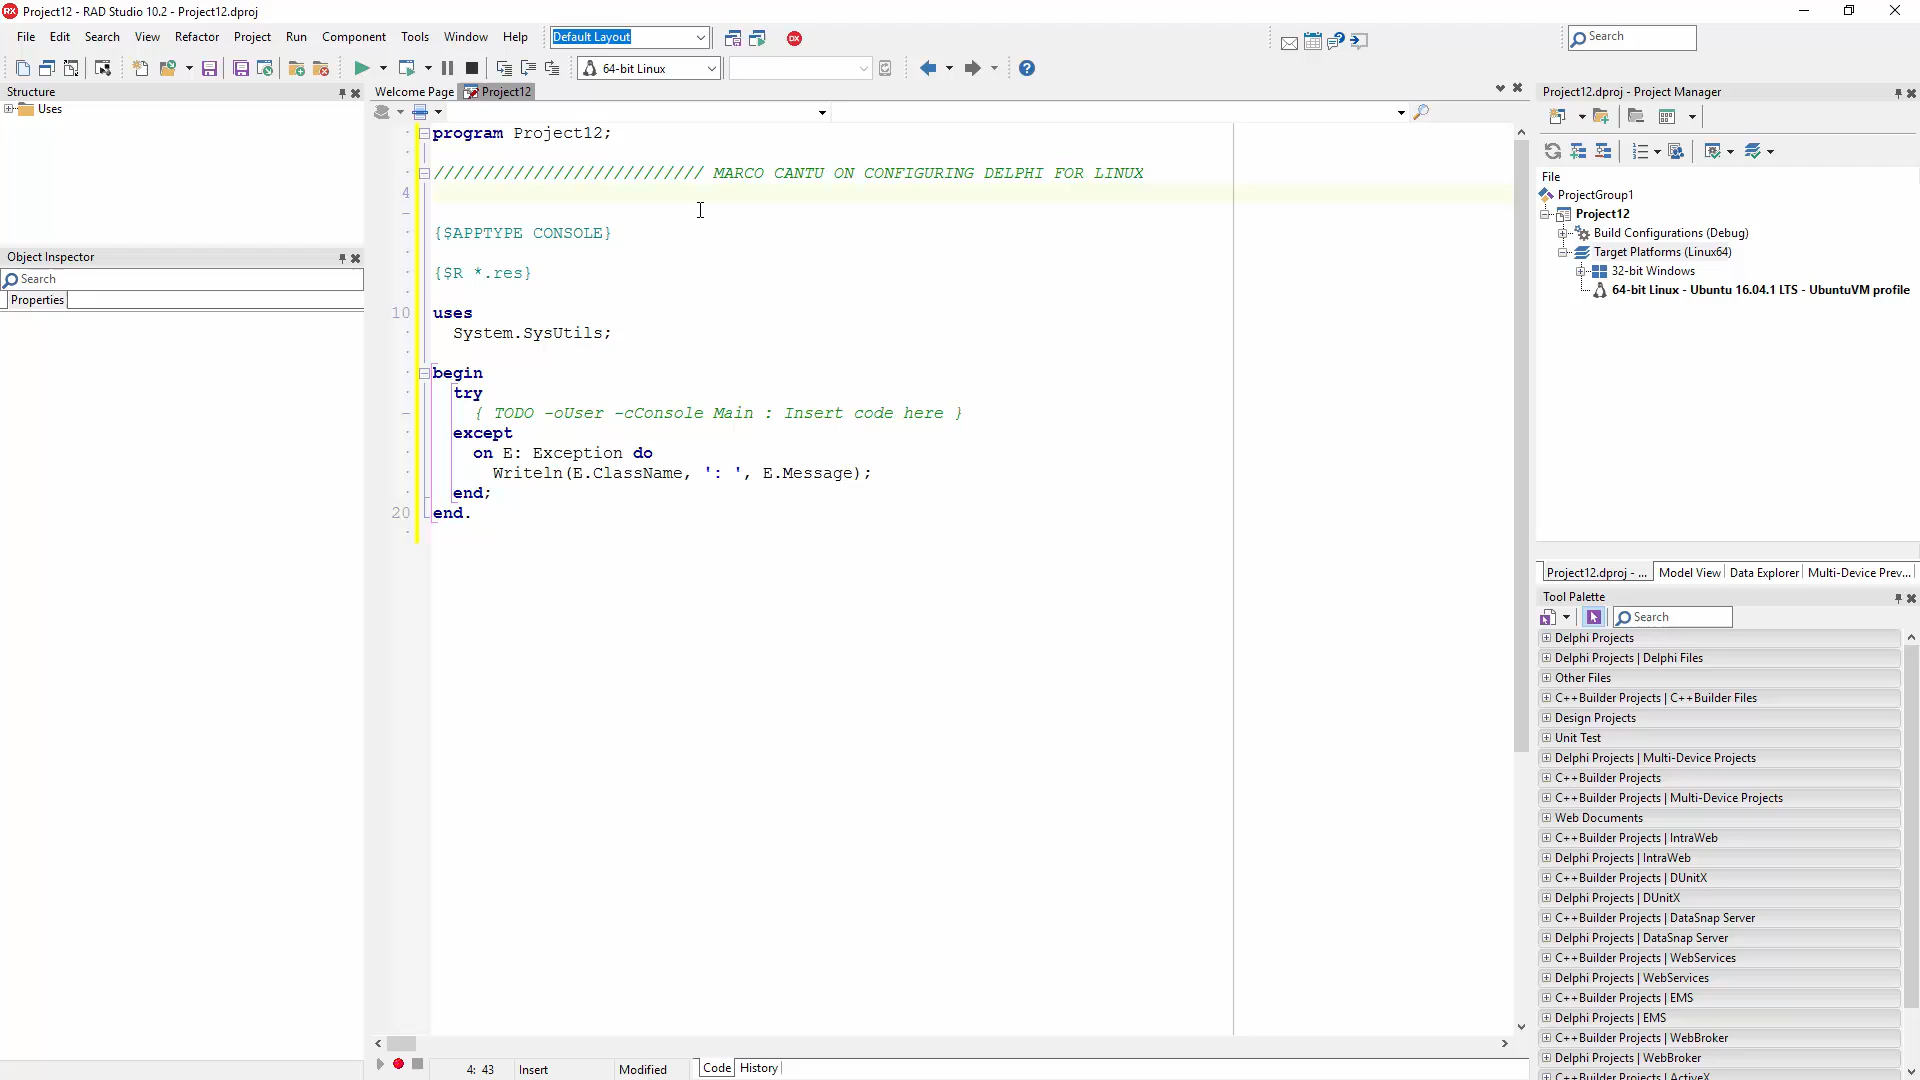 Project12 - RAD Studio 10.2 - Project12.dproj
File Edit Search View Refactor Project Run Component Tools Window Help Default Layout Search
64-bit Linux
Structure
Uses
Object Inspector
Search
Properties
Welcome Page Project12
program Project12;
/////////////////////////// MARCO CANTU ON CONFIGURING DELPHI FOR LINUX
4
{$APPTYPE CONSOLE}
{$R *.res}
10 uses
System.SysUtils;
begin
try
{ TODO -oUser -cConsole Main : Insert code here }
except
on E: Exception do
Writeln(E.ClassName, ': ', E.Message);
end;
20 end.
4: 43 Insert Modified Code History
Project12.dproj - Project Manager
File
ProjectGroup1
Project12
Build Configurations (Debug)
Target Platforms (Linux64)
32-bit Windows
64-bit Linux - Ubuntu 16.04.1 LTS - UbuntuVM profile
Project12.dproj - ... Model View Data Explorer Multi-Device Prev...
Tool Palette
Search
Delphi Projects
Delphi Projects | Delphi Files
Other Files
C++Builder Projects | C++Builder Files
Design Projects
Unit Test
Delphi Projects | Multi-Device Projects
C++Builder Projects
C++Builder Projects | Multi-Device Projects
Web Documents
C++Builder Projects | IntraWeb
Delphi Projects | IntraWeb
C++Builder Projects | DUnitX
Delphi Projects | DUnitX
C++Builder Projects | DataSnap Server
Delphi Projects | DataSnap Server
C++Builder Projects | WebServices
Delphi Projects | WebServices
C++Builder Projects | EMS
Delphi Projects | EMS
C++Builder Projects | WebBroker
Delphi Projects | WebBroker
C++Builder Projects | ActiveX